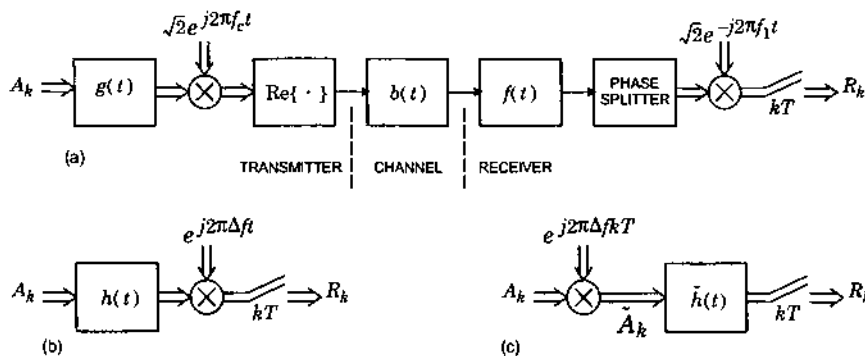 √2e^{j2πf_ct}
√2e^{-j2πf_1t}
A_k
g(t)
Re{ · }
b(t)
f(t)
PHASE
SPLITTER
kT
R_k
(a)
TRANSMITTER
CHANNEL
RECEIVER
e^{j2πΔft}
A_k
h(t)
kT
R_k
(b)
e^{j2πΔfkT}
A_k
Ã_k
h̃(t)
kT
(c)